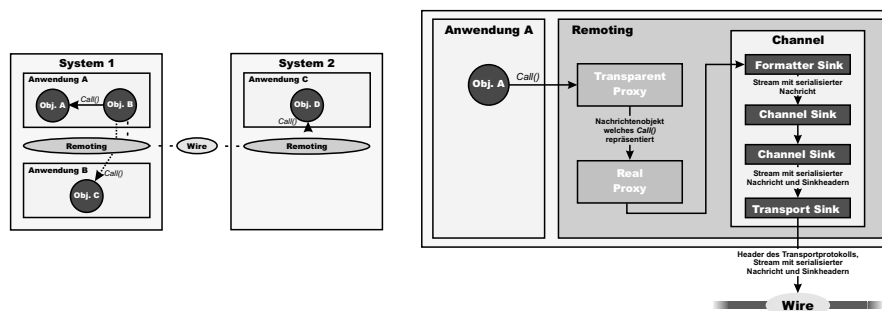 System 1
Anwendung A
Obj. A
Call()
Obj. B
Remoting
Anwendung B
Call()
Obj. C
Wire
System 2
Anwendung C
Obj. D
Call()
Remoting
Anwendung A
Obj. A
Call()
Remoting
Transparent
Proxy
Nachrichtenobjekt
welches Call()
repräsentiert
Real
Proxy
Channel
Formatter Sink
Stream mit serialisierter
Nachricht
Channel Sink
Channel Sink
Stream mit serialisierter
Nachricht und Sinkheadern
Transport Sink
Header des Transportprotokolls,
Stream mit serialisierter
Nachricht und Sinkheadern
Wire